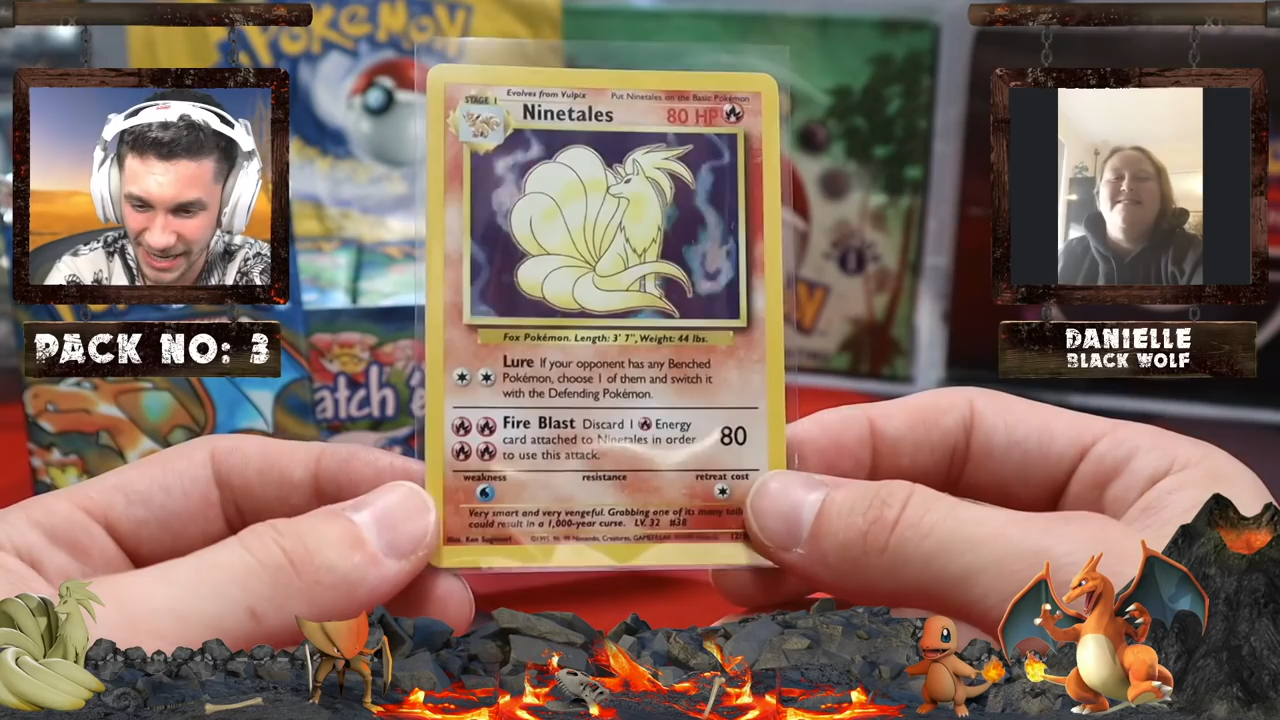 POKéMON
STAGE 1
Evolves from Vulpix
Put Ninetales on the Basic Pokémon
Ninetales
80 HP
Fox Pokémon. Length: 3' 7", Weight: 44 lbs.
Lure If your opponent has any Benched
Pokémon, choose 1 of them and switch it
with the Defending Pokémon.
Fire Blast Discard 1 Energy
card attached to Ninetales in order
to use this attack.
80
weakness
resistance
retreat cost
Very smart and very vengeful. Grabbing one of its many tails
could result in a 1,000-year curse. LV. 32 #38
Illus. Ken Sugimori
PACK NO: 3
DANIELLE
BLACK WOLF
atch